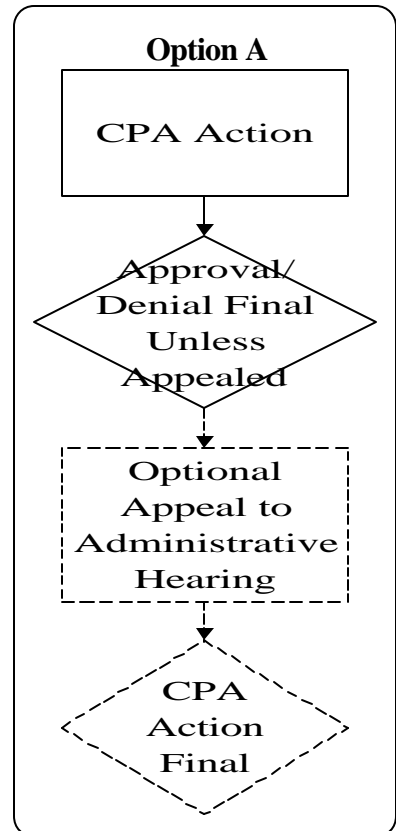 Option A
CPA Action
Approval/
Denial Final
Unless
Appealed
Optional
Appeal to
Administrative
Hearing
CPA
Action
Final